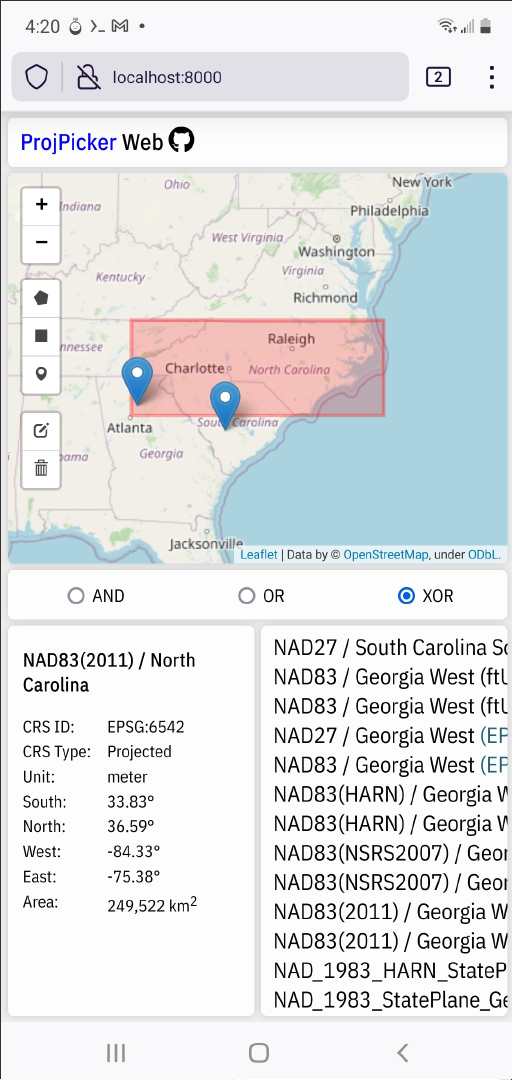 4:20
localhost:8000
2
ProjPicker Web
Ohio
New York
Indiana
Philadelphia
West Virginia
Washington
Kentucky
Virginia
Richmond
nnessee
Raleigh
Charlotte
North Carolina
South Carolina
Atlanta
bama
Georgia
Jacksonville
Leaflet | Data by © OpenStreetMap, under ODbL.
+
−
AND
OR
XOR
NAD83(2011) / North
Carolina
CRS ID: EPSG:6542
CRS Type: Projected
Unit: meter
South: 33.83°
North: 36.59°
West: -84.33°
East: -75.38°
Area: 249,522 km²
NAD27 / South Carolina So
NAD83 / Georgia West (ftU
NAD83 / Georgia West (ftU
NAD27 / Georgia West (EP
NAD83 / Georgia West (EP
NAD83(HARN) / Georgia W
NAD83(HARN) / Georgia W
NAD83(NSRS2007) / Geor
NAD83(NSRS2007) / Geor
NAD83(2011) / Georgia W
NAD83(2011) / Georgia W
NAD_1983_HARN_StateP
NAD_1983_StatePlane_Ge